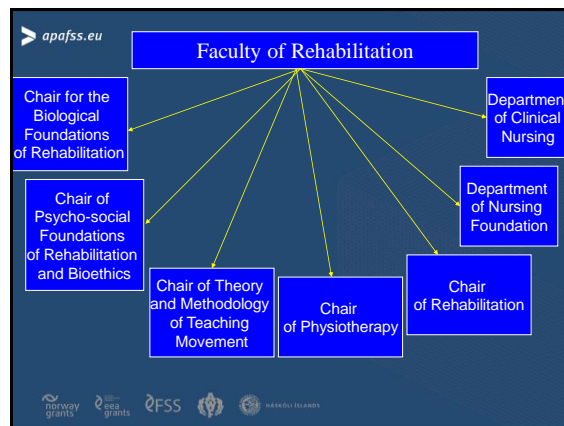 apafss.eu
Faculty of Rehabilitation
Chair for the
Biological
Foundations
of Rehabilitation
Department
of Clinical
Nursing
Chair of
Psycho-social
Foundations
of Rehabilitation
and Bioethics
Department
of Nursing
Foundation
Chair of Theory
and Methodology
of Teaching
Movement
Chair
of Physiotherapy
Chair
of Rehabilitation
norway
grants
eea
grants
FSS
HÁSKÓLI ÍSLANDS